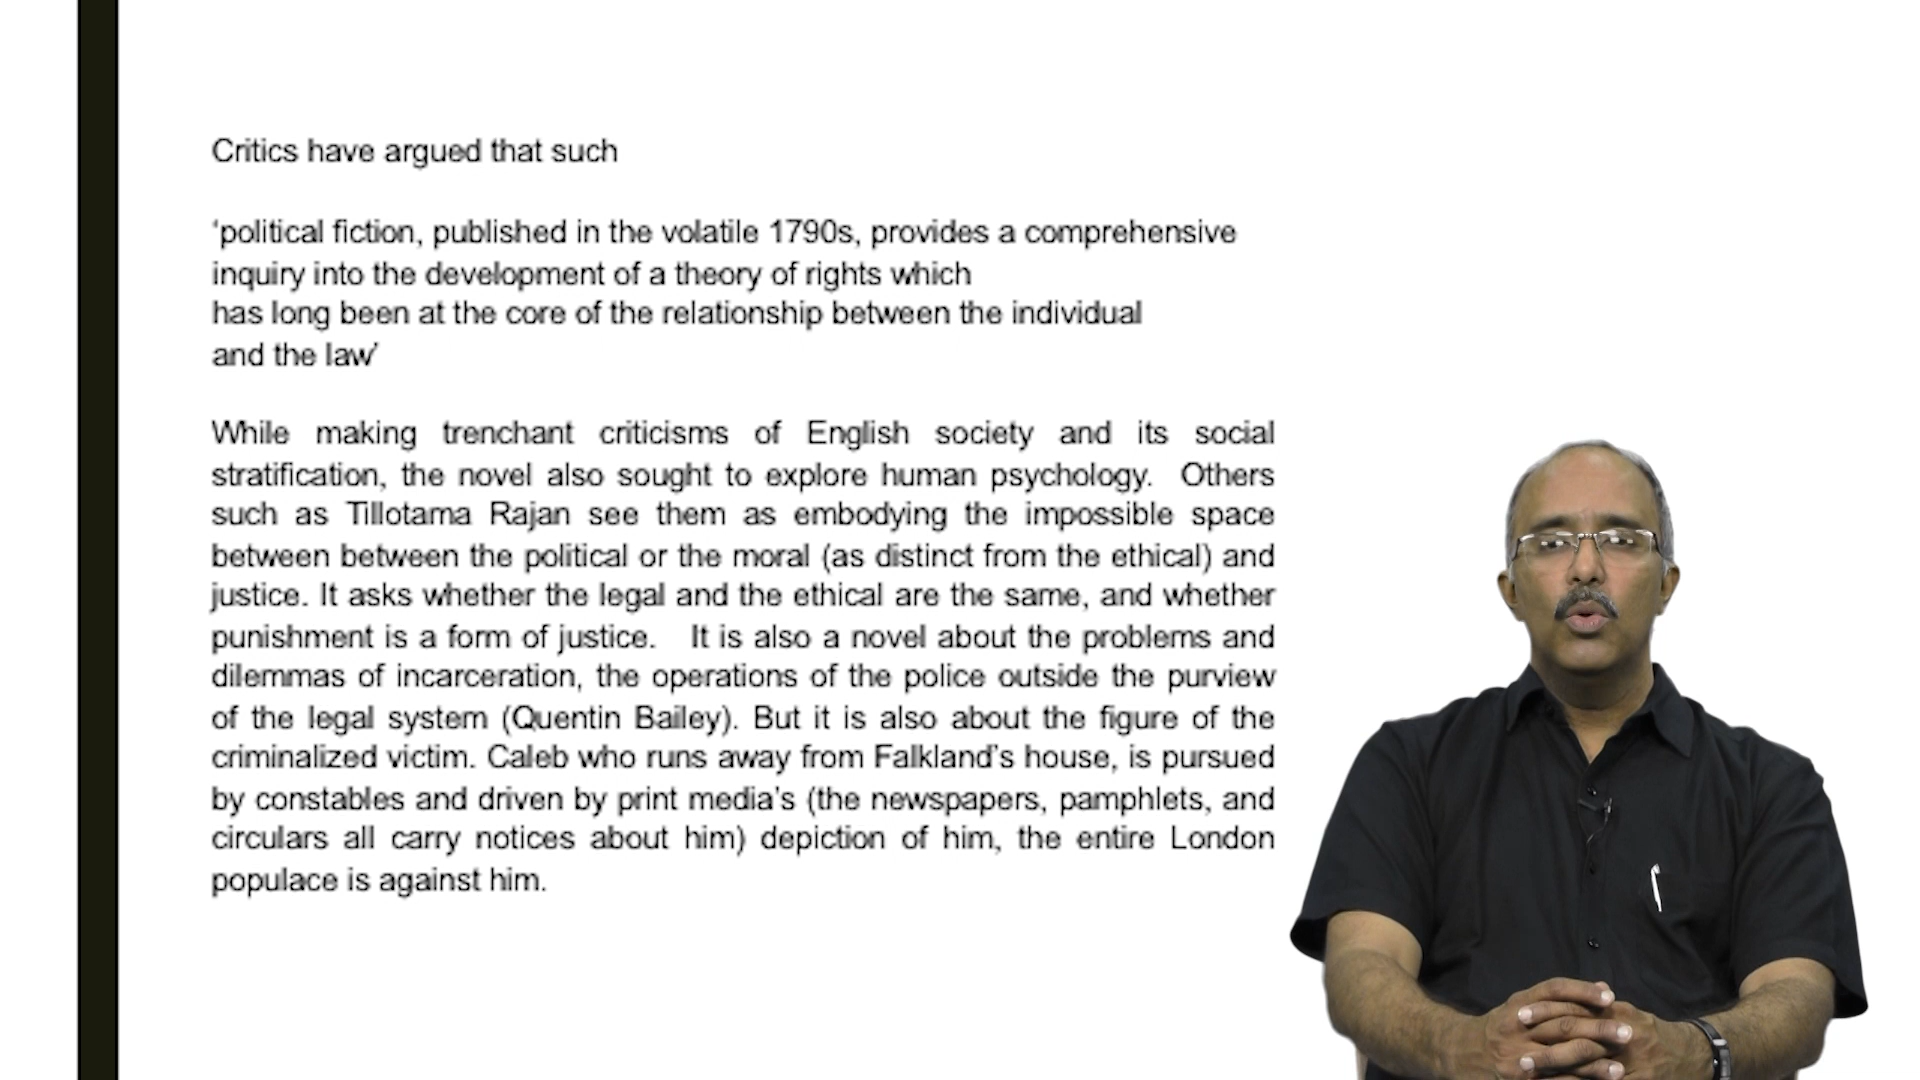 Critics have argued that such
‘political fiction, published in the volatile 1790s, provides a comprehensive
inquiry into the development of a theory of rights which
has long been at the core of the relationship between the individual
and the law’
While making trenchant criticisms of English society and its social
stratification, the novel also sought to explore human psychology. Others
such as Tillotama Rajan see them as embodying the impossible space
between between the political or the moral (as distinct from the ethical) and
justice. It asks whether the legal and the ethical are the same, and whether
punishment is a form of justice. It is also a novel about the problems and
dilemmas of incarceration, the operations of the police outside the purview
of the legal system (Quentin Bailey). But it is also about the figure of the
criminalized victim. Caleb who runs away from Falkland’s house, is pursued
by constables and driven by print media’s (the newspapers, pamphlets, and
circulars all carry notices about him) depiction of him, the entire London
populace is against him.